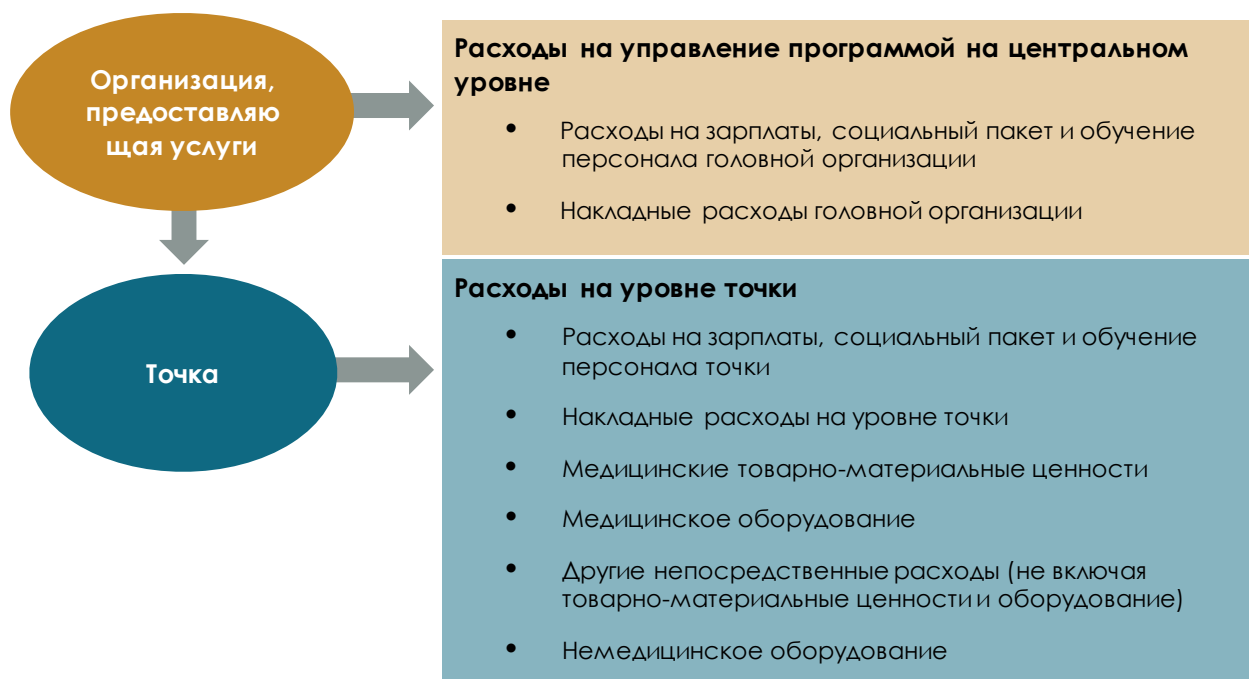 Организация,
предоставляю
щая услуги
Расходы на управление программой на центральном
уровне
• Расходы на зарплаты, социальный пакет и обучение
персонала головной организации
• Накладные расходы головной организации
Точка
Расходы на уровне точки
• Расходы на зарплаты, социальный пакет и обучение
персонала точки
• Накладные расходы на уровне точки
• Медицинские товарно-материальные ценности
• Медицинское оборудование
• Другие непосредственные расходы (не включая
товарно-материальные ценности и оборудование)
• Немедицинское оборудование